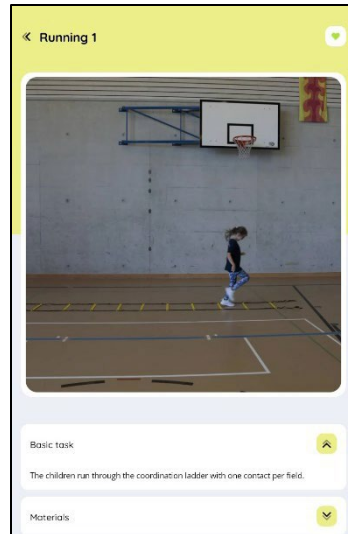 Running 1
Basic task
The children run through the coordination ladder with one contact per field.
Materials